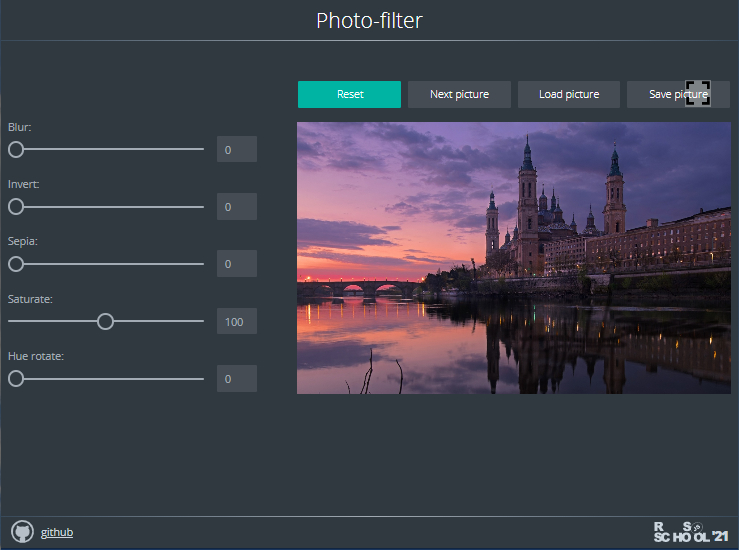 Photo-filter
Reset
Next picture
Load picture
Save picture
Blur:
0
Invert:
0
Sepia:
0
Saturate:
100
Hue rotate:
0
github
R S
SCHOOL'21